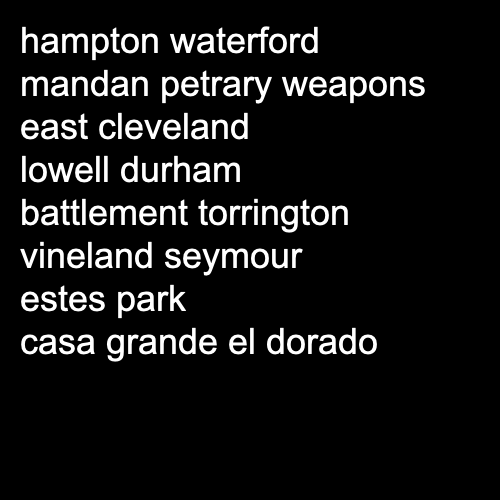 hampton waterford
mandan petrary weapons
east cleveland
lowell durham
battlement torrington
vineland seymour
estes park
casa grande el dorado